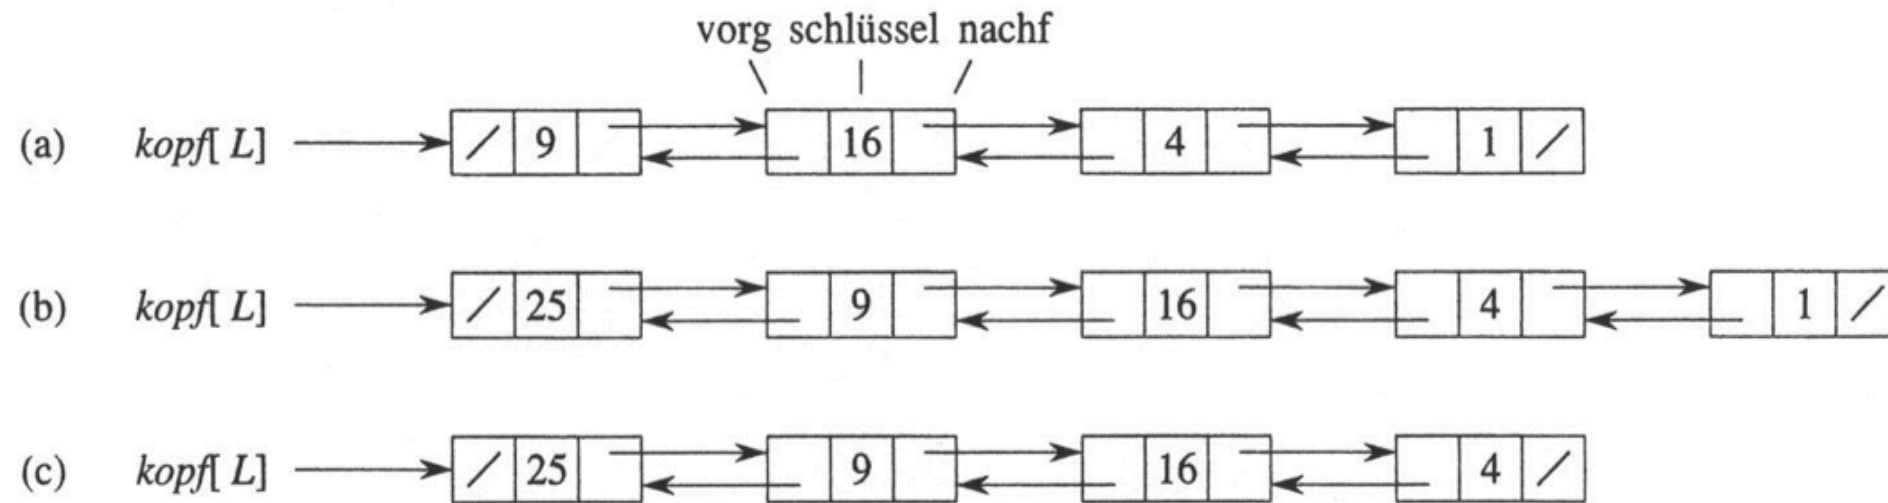 vorg schlüssel nachf
(a) kopf[ L] / 9 16 4 1 /
(b) kopf[ L] / 25 9 16 4 1 /
(c) kopf[ L] / 25 9 16 4 /